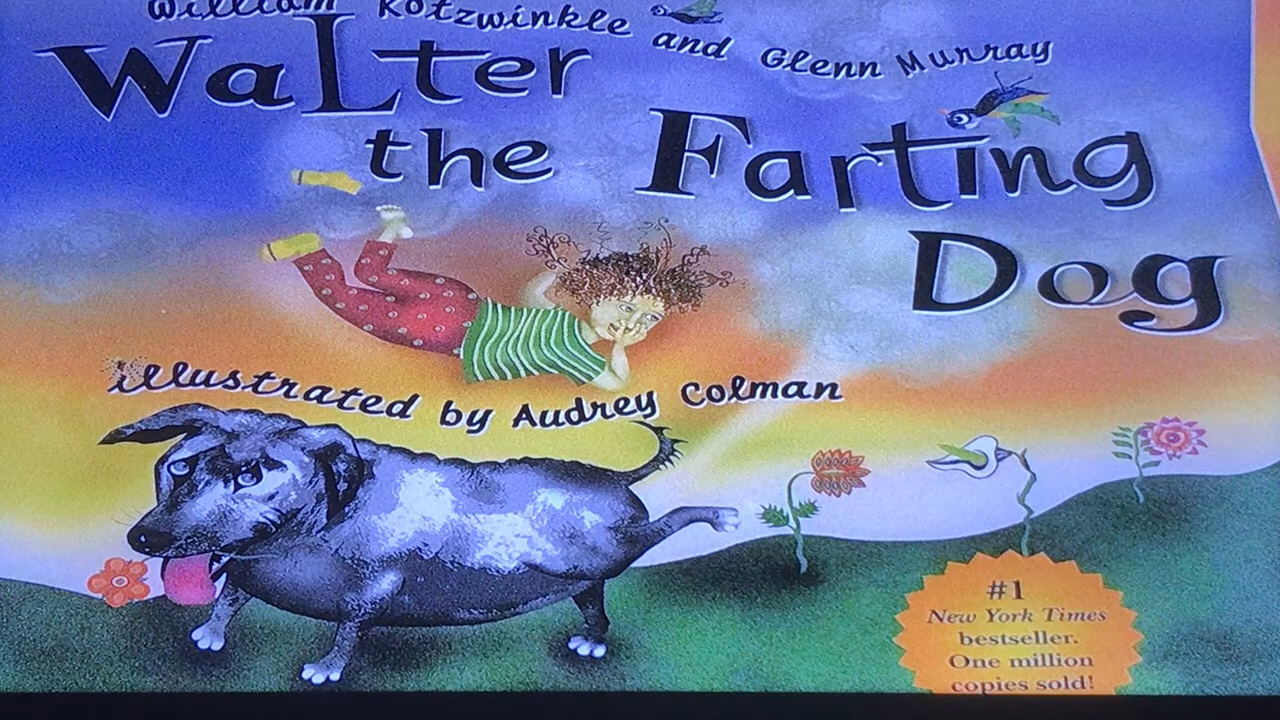 William Kotzwinkle and Glenn Murray
WaLter
the Farting
Dog
illustrated by Audrey Colman
#1
New York Times
bestseller.
One million
copies sold!